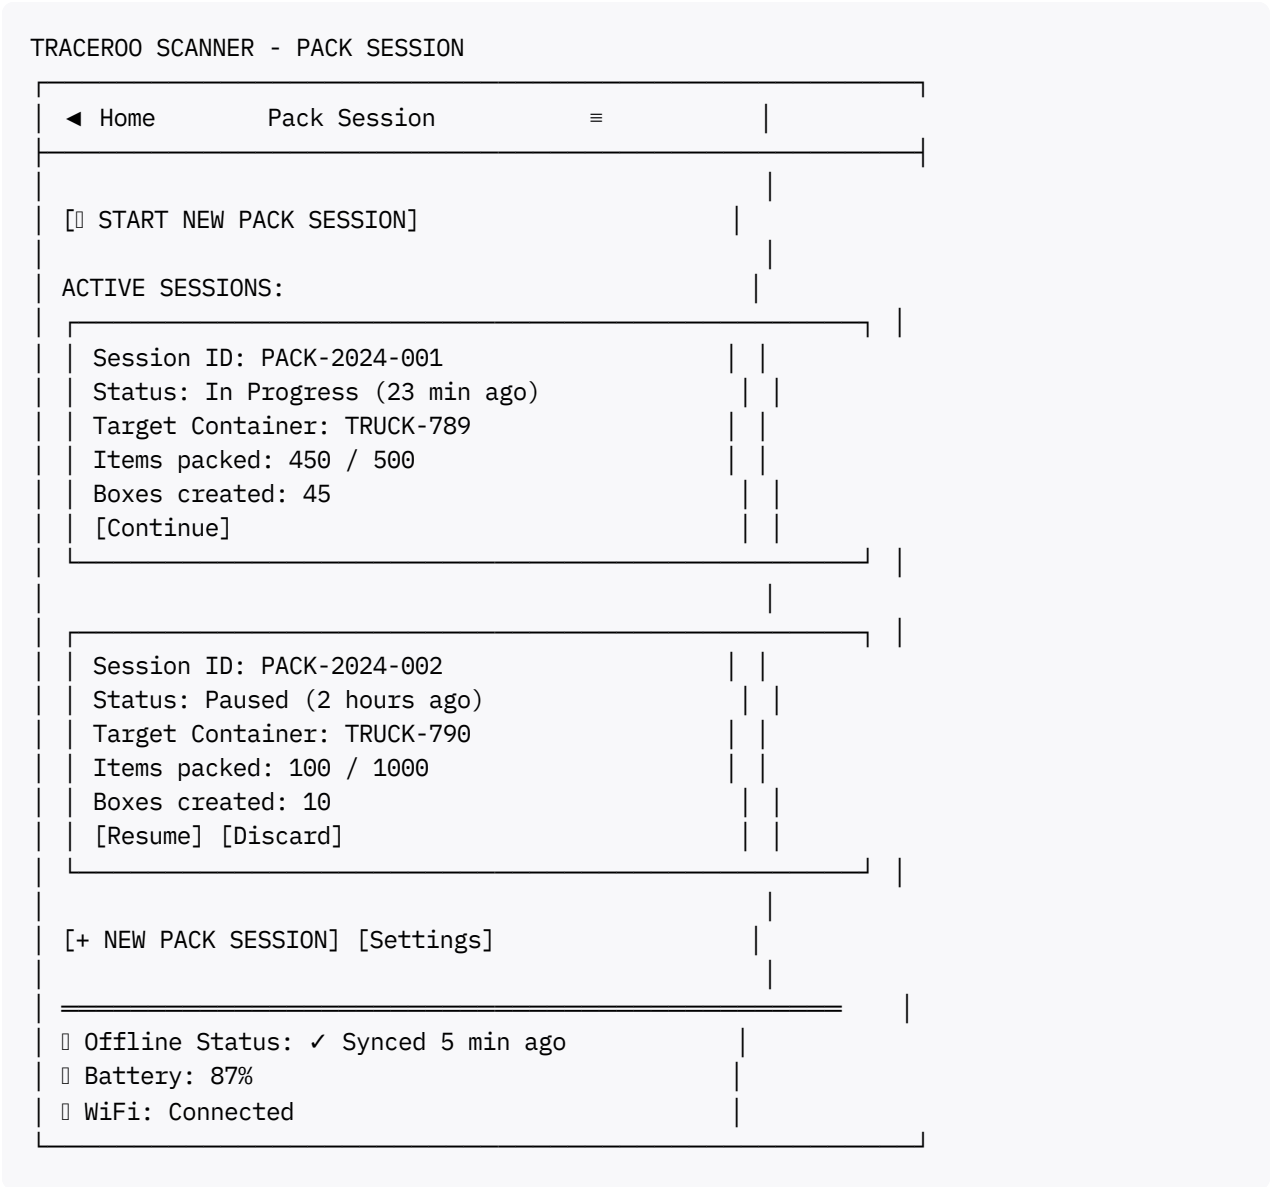 TRACEROO SCANNER - PACK SESSION
◄ Home Pack Session ≡
[▯ START NEW PACK SESSION]
ACTIVE SESSIONS:
Session ID: PACK-2024-001
Status: In Progress (23 min ago)
Target Container: TRUCK-789
Items packed: 450 / 500
Boxes created: 45
[Continue]
Session ID: PACK-2024-002
Status: Paused (2 hours ago)
Target Container: TRUCK-790
Items packed: 100 / 1000
Boxes created: 10
[Resume] [Discard]
[+ NEW PACK SESSION] [Settings]
▯ Offline Status: ✓ Synced 5 min ago
▯ Battery: 87%
▯ WiFi: Connected